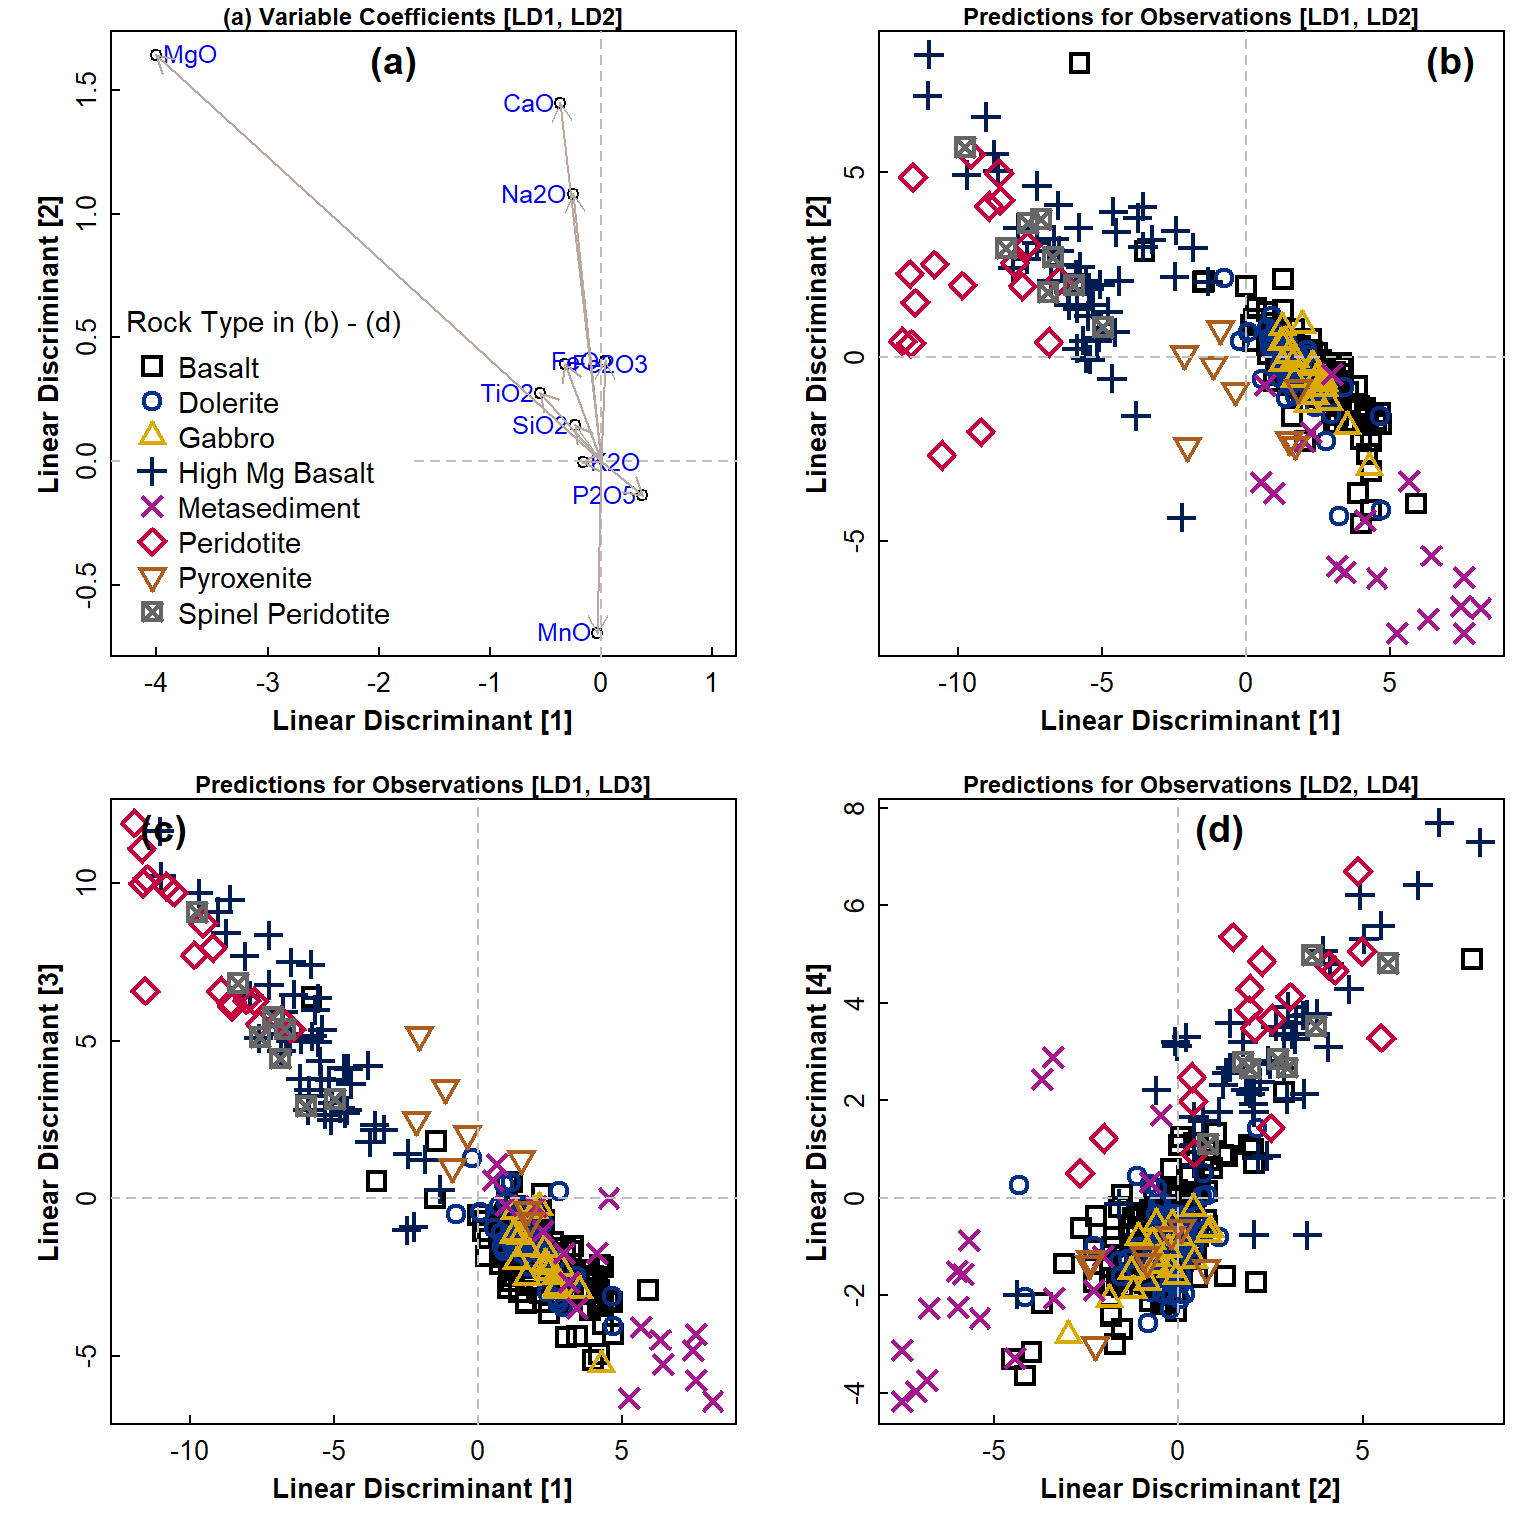 (a) Variable Coefficients [LD1, LD2]
(a)
MgO
CaO
Na2O
TiO2
SiO2
K2O
P2O5
MnO
Rock Type in (b) - (d)
Basalt
Dolerite
Gabbro
High Mg Basalt
Metasediment
Peridotite
Pyroxenite
Spinel Peridotite
1.5
1.0
0.5
0.0
-0.5
Linear Discriminant [2]
-4 -3 -2 -1 0 1
Linear Discriminant [1]
Predictions for Observations [LD1, LD2]
(b)
5
0
-5
Linear Discriminant [2]
-10 -5 0 5
Linear Discriminant [1]
Predictions for Observations [LD1, LD3]
(c)
10
5
0
-5
Linear Discriminant [3]
-10 -5 0 5
Linear Discriminant [1]
Predictions for Observations [LD2, LD4]
(d)
8
6
4
2
0
-2
-4
Linear Discriminant [4]
-5 0 5
Linear Discriminant [2]